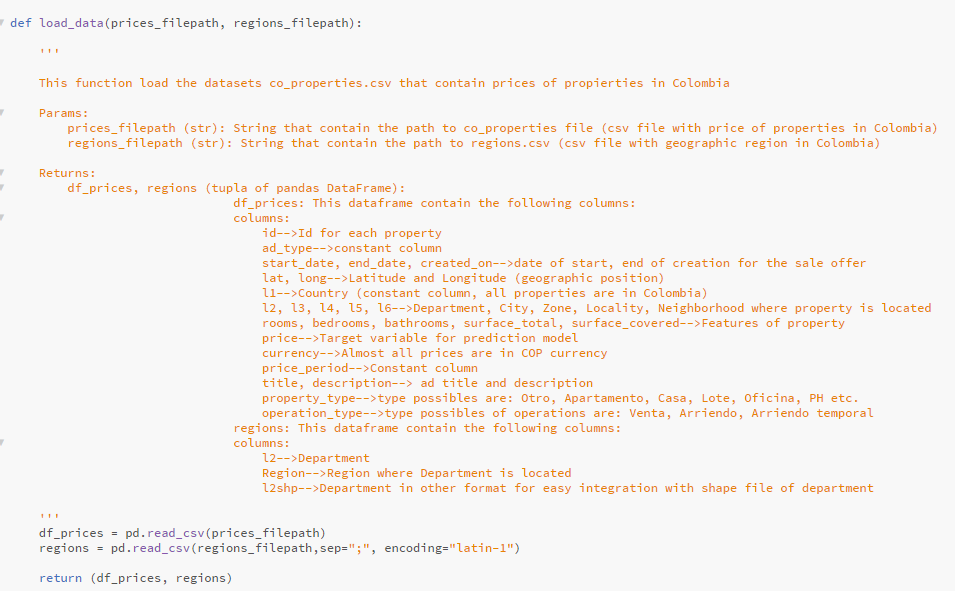 def load_data(prices_filepath, regions_filepath):
'''
This function load the datasets co_properties.csv that contain prices of propierties in Colombia
Params:
prices_filepath (str): String that contain the path to co_properties file (csv file with price of properties in Colombia)
regions_filepath (str): String that contain the path to regions.csv (csv file with geographic region in Colombia)
Returns:
df_prices, regions (tupla of pandas DataFrame):
df_prices: This dataframe contain the following columns:
columns:
id-->Id for each property
ad_type-->constant column
start_date, end_date, created_on-->date of start, end of creation for the sale offer
lat, long-->Latitude and Longitude (geographic position)
l1-->Country (constant column, all properties are in Colombia)
l2, l3, l4, l5, l6-->Department, City, Zone, Locality, Neighborhood where property is located
rooms, bedrooms, bathrooms, surface_total, surface_covered-->Features of property
price-->Target variable for prediction model
currency-->Almost all prices are in COP currency
price_period-->Constant column
title, description--> ad title and description
property_type-->type possibles are: Otro, Apartamento, Casa, Lote, Oficina, PH etc.
operation_type-->type possibles of operations are: Venta, Arriendo, Arriendo temporal
regions: This dataframe contain the following columns:
columns:
l2-->Department
Region-->Region where Department is located
l2shp-->Department in other format for easy integration with shape file of department
'''
df_prices = pd.read_csv(prices_filepath)
regions = pd.read_csv(regions_filepath,sep=";", encoding="latin-1")
return (df_prices, regions)